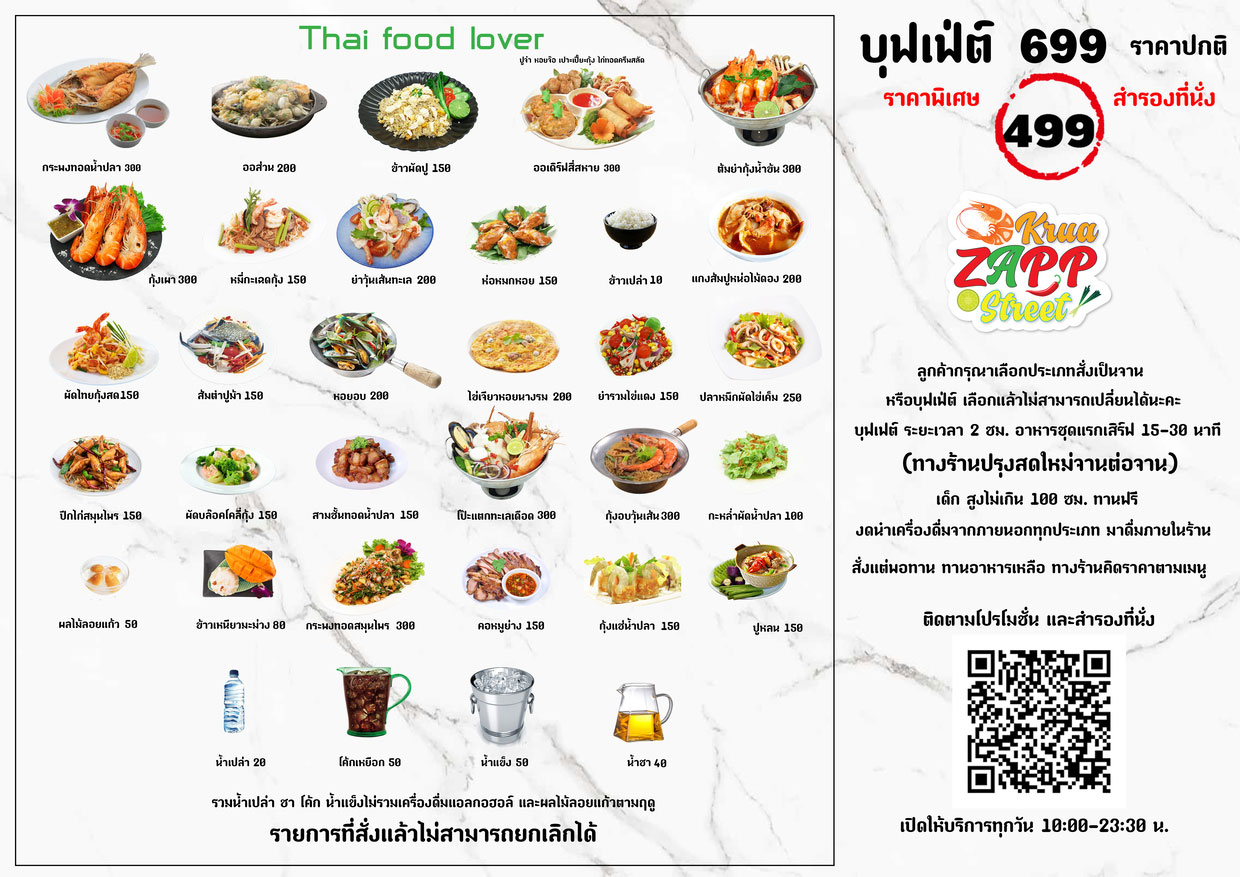 Thai food lover
ปูจ๋า หอยจ๊อ เปาะเปี๊ยะกุ้ง ไก่ทอดครีมสลัด
กระพงทอดน้ำปลา 300
ออส่วน 200
ข้าวผัดปู 150
ออเดิร์ฟสี่สหาย 300
ต้มยำกุ้งน้ำข้น 300
กุ้งเผา 300
หมี่กะเฉดกุ้ง 150
ยำวุ้นเส้นทะเล 200
ห่อหมกหอย 150
ข้าวเปล่า 10
แกงส้มปูหน่อไม้ดอง 200
ผัดไทยกุ้งสด 150
ส้มตำปูม้า 150
หอยอบ 200
ไข่เจียวหอยนางรม 200
ยำรวมไข่แดง 150
ปลาหมึกผัดไข่เค็ม 250
ปีกไก่สมุนไพร 150
ผัดบล๊อคโคลี่กุ้ง 150
สามชั้นทอดน้ำปลา 150
โป๊ะแตกทะเลเดือด 300
กุ้งอบวุ้นเส้น 300
กะหล่ำผัดน้ำปลา 100
ผลไม้ลอยแก้ว 50
ข้าวเหนียวมะม่วง 80
กระพงทอดสมุนไพร 300
คอหมูย่าง 150
กุ้งแช่น้ำปลา 150
ปูหลน 150
น้ำเปล่า 20
โค้กเหยือก 50
น้ำแข็ง 50
น้ำชา 40
รวมน้ำเปล่า ชา โค้ก น้ำแข็งไม่รวมเครื่องดื่มแอลกอฮอล์ และผลไม้ลอยแก้วตามฤดู
รายการที่สั่งแล้วไม่สามารถยกเลิกได้
บุฟเฟ่ต์ 699 ราคาปกติ
ราคาพิเศษ 499 สำรองที่นั่ง
Krua
ZAPP
Street
ลูกค้ากรุณาเลือกประเภทสั่งเป็นจาน
หรือบุฟเฟ่ต์ เลือกแล้วไม่สามารถเปลี่ยนได้นะคะ
บุฟเฟต์ ระยะเวลา 2 ชม. อาหารชุดแรกเสิร์ฟ 15-30 นาที
(ทางร้านปรุงสดใหม่จานต่อจาน)
เด็ก สูงไม่เกิน 100 ซม. ทานฟรี
งดนำเครื่องดื่มจากภายนอกทุกประเภท มาดื่มภายในร้าน
สั่งแต่พอทาน ทานอาหารเหลือ ทางร้านคิดราคาตามเมนู
ติดตามโปรโมชั่น และสำรองที่นั่ง
เปิดให้บริการทุกวัน 10:00-23:30 น.